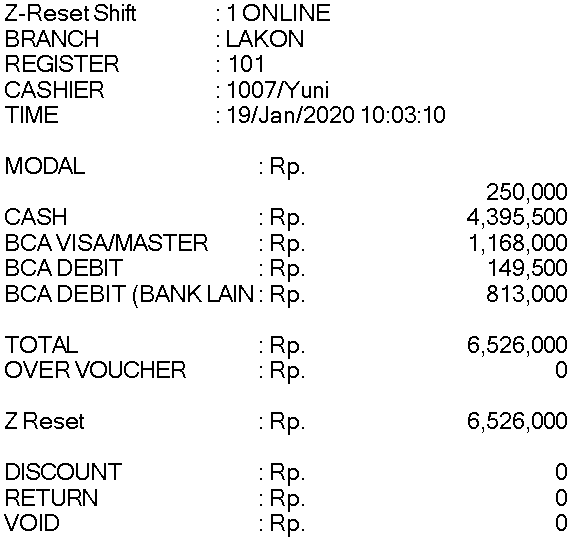 Z-Reset Shift : 1 ONLINE
BRANCH : LAKON
REGISTER : 101
CASHIER : 1007/Yuni
TIME : 19/Jan/2020 10:03:10
MODAL : Rp.
250,000
CASH : Rp. 4,395,500
BCA VISA/MASTER : Rp. 1,168,000
BCA DEBIT : Rp. 149,500
BCA DEBIT (BANK LAIN : Rp. 813,000
TOTAL : Rp. 6,526,000
OVER VOUCHER : Rp. 0
Z Reset : Rp. 6,526,000
DISCOUNT : Rp. 0
RETURN : Rp. 0
VOID : Rp. 0